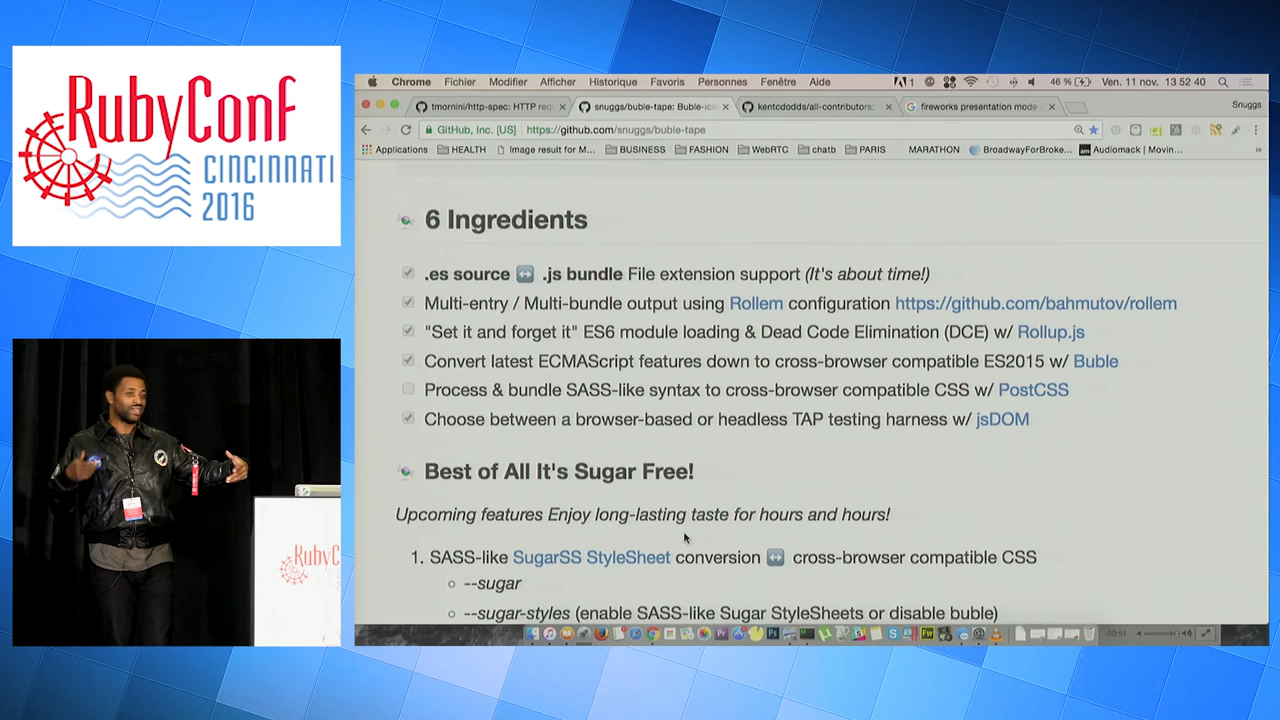 RubyConf
CINCINNATI
2016
Chrome Fichier Modifier Afficher Historique Favoris Personnes Fenêtre Aide
1 46 % Ven. 11 nov. 13 52 40
tmornini/http-spec: HTTP req
snuggs/buble-tape: Buble-icin
kentcdodds/all-contributors:
fireworks presentation mode
Snuggs
GitHub, Inc. [US] https://github.com/snuggs/buble-tape
Applications HEALTH Image result for M... BUSINESS FASHION WebRTC chatb PARIS MARATHON BroadwayForBroke... Audiomack | Movin... »
6 Ingredients
.es source ↔ .js bundle File extension support (It's about time!)
Multi-entry / Multi-bundle output using Rollem configuration https://github.com/bahmutov/rollem
"Set it and forget it" ES6 module loading & Dead Code Elimination (DCE) w/ Rollup.js
Convert latest ECMAScript features down to cross-browser compatible ES2015 w/ Buble
Process & bundle SASS-like syntax to cross-browser compatible CSS w/ PostCSS
Choose between a browser-based or headless TAP testing harness w/ jsDOM
Best of All It's Sugar Free!
Upcoming features Enjoy long-lasting taste for hours and hours!
1. SASS-like SugarSS StyleSheet conversion ↔ cross-browser compatible CSS
--sugar
--sugar-styles (enable SASS-like Sugar StyleSheets or disable buble)
-00:51
RubyC